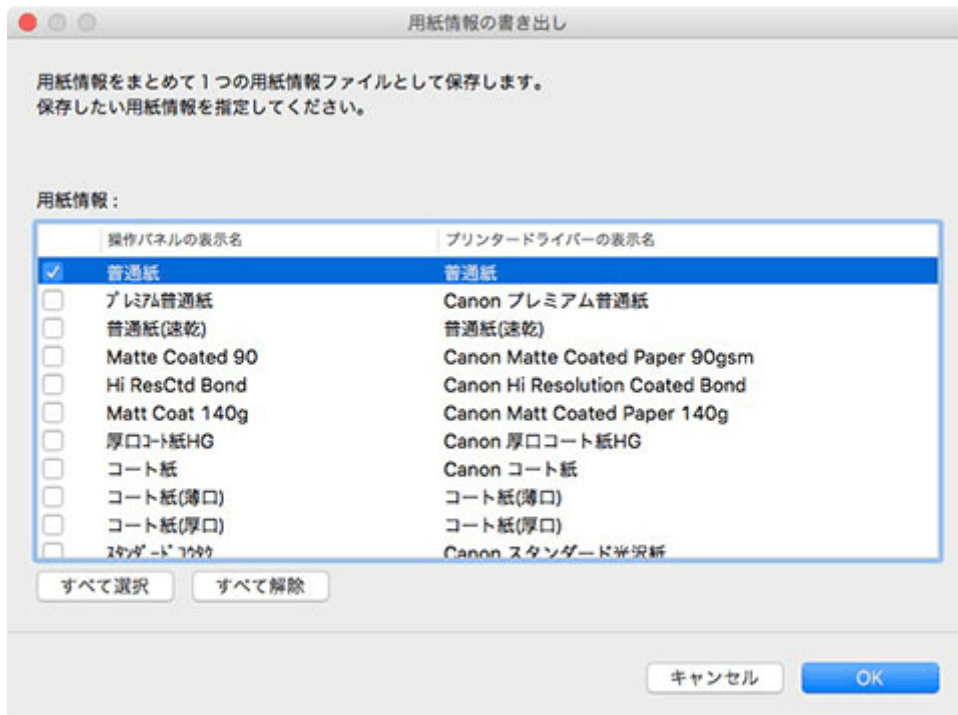 用紙情報の書き出し
用紙情報をまとめて1つの用紙情報ファイルとして保存します。
保存したい用紙情報を指定してください。
用紙情報：
操作パネルの表示名 プリンタードライバーの表示名
普通紙 普通紙
ﾌﾟﾚﾐｱﾑ普通紙 Canon プレミアム普通紙
普通紙(速乾) 普通紙(速乾)
Matte Coated 90 Canon Matte Coated Paper 90gsm
Hi ResCtd Bond Canon Hi Resolution Coated Bond
Matt Coat 140g Canon Matt Coated Paper 140g
厚口ｺｰﾄ紙HG Canon 厚口コート紙HG
コート紙 Canon コート紙
コート紙(薄口) コート紙(薄口)
コート紙(厚口) コート紙(厚口)
ｽﾀﾝﾀﾞｰﾄﾞｺｳﾀｸ Canon スタンダード光沢紙
すべて選択 すべて解除
キャンセル OK